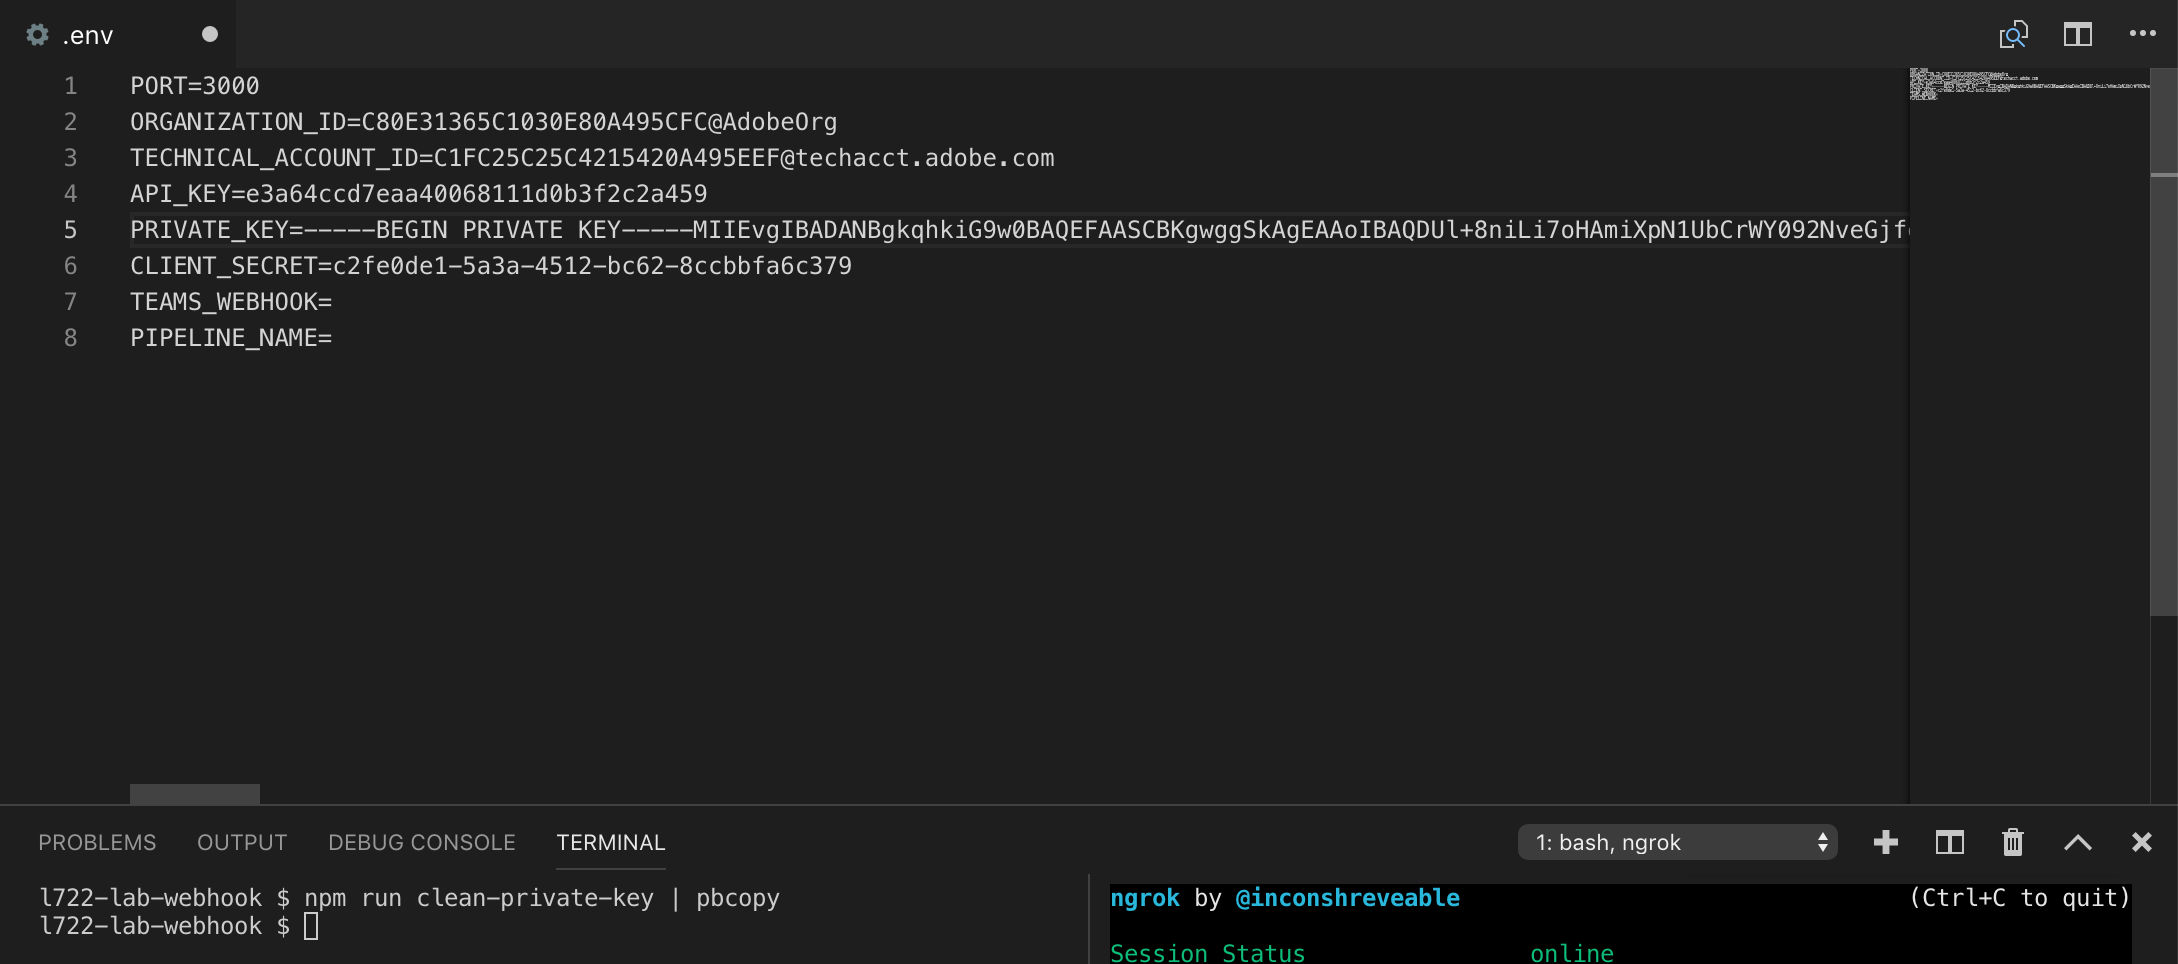 .env
1 PORT=3000
2 ORGANIZATION_ID=C80E31365C1030E80A495CFC@AdobeOrg
3 TECHNICAL_ACCOUNT_ID=C1FC25C25C4215420A495EEF@techacct.adobe.com
4 API_KEY=e3a64ccd7eaa40068111d0b3f2c2a459
5 PRIVATE_KEY=-----BEGIN PRIVATE KEY-----MIIEvgIBADANBgkqhkiG9w0BAQEFAASCBKgwggSkAgEAAoIBAQDUl+8niLi7oHAmiXpN1UbCrWY092NveGjf
6 CLIENT_SECRET=c2fe0de1-5a3a-4512-bc62-8ccbbfa6c379
7 TEAMS_WEBHOOK=
8 PIPELINE_NAME=
PROBLEMS OUTPUT DEBUG CONSOLE TERMINAL 1: bash, ngrok
l722-lab-webhook $ npm run clean-private-key | pbcopy
l722-lab-webhook $
ngrok by @inconshreveable (Ctrl+C to quit)
Session Status online